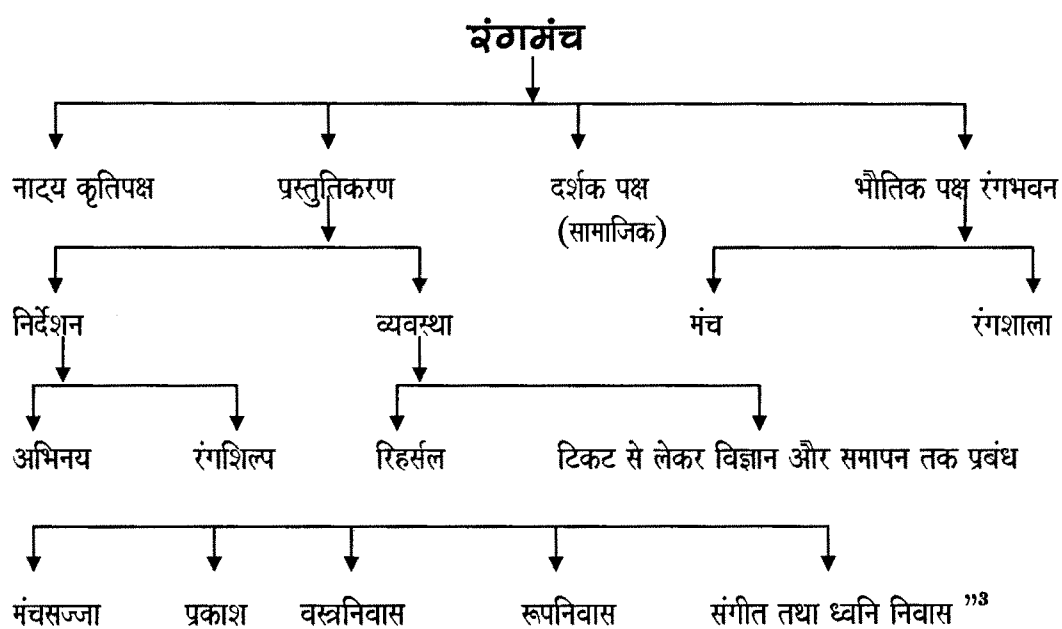 रंगमंच
नाट्य कृतिपक्ष प्रस्तुतिकरण दर्शक पक्ष भौतिक पक्ष रंगभवन
(सामाजिक)
निर्देशन व्यवस्था मंच रंगशाला
अभिनय रंगशिल्प रिहर्सल टिकट से लेकर विज्ञान और समापन तक प्रबंध
मंचसज्जा प्रकाश वस्त्रनिवास रूपनिवास संगीत तथा ध्वनि निवास ”³